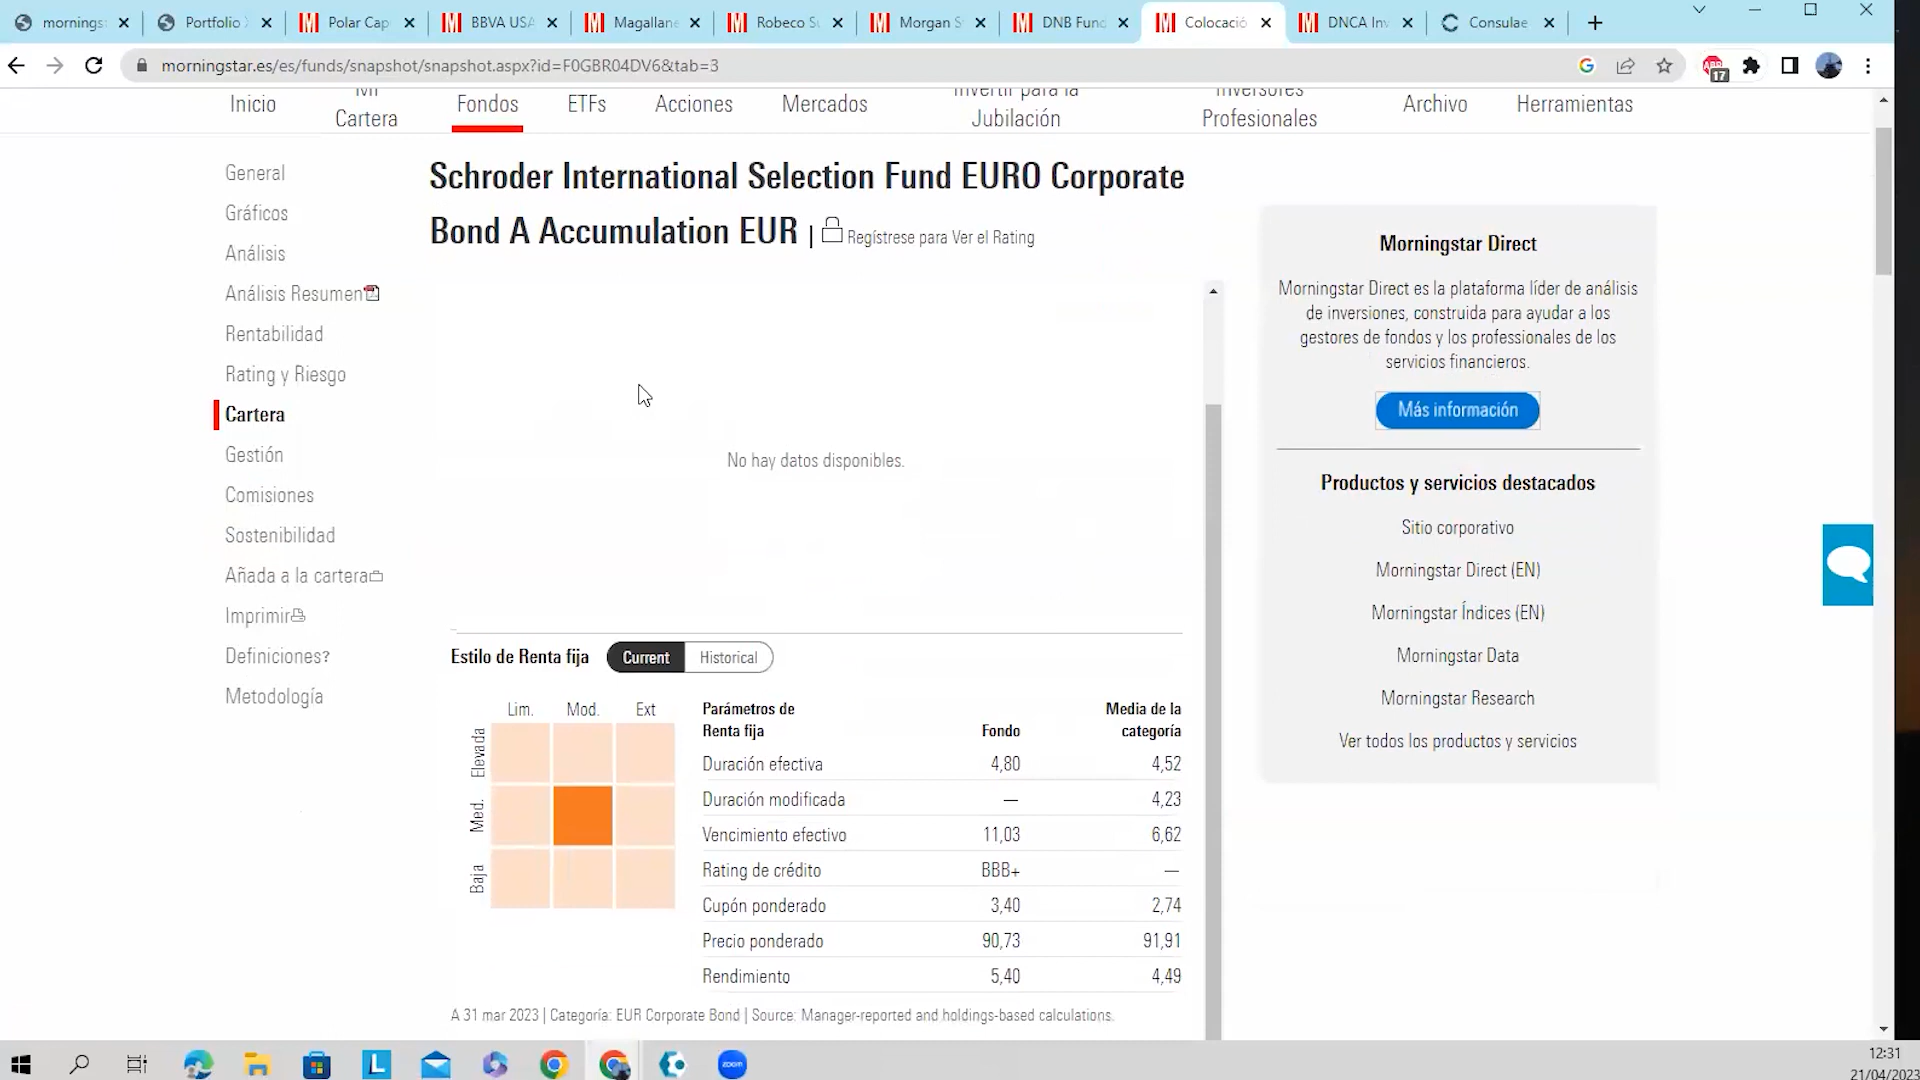 mornings
Portfolio
Polar Cap
BBVA USA
Magallane
Robeco Su
Morgan S
DNB Fund
Colocació
DNCA Inv
Consulae
morningstar.es/es/funds/snapshot/snapshot.aspx?id=F0GBR04DV6&tab=3
17
Inicio
Mi
Cartera
Fondos
ETFs
Acciones
Mercados
Invertir para la
Jubilación
Inversores
Profesionales
Archivo
Herramientas
General
Gráficos
Análisis
Análisis Resumen
Rentabilidad
Rating y Riesgo
Cartera
Gestión
Comisiones
Sostenibilidad
Añada a la cartera
Imprimir
Definiciones?
Metodología
Schroder International Selection Fund EURO Corporate
Bond A Accumulation EUR | Regístrese para Ver el Rating
No hay datos disponibles.
Estilo de Renta fija Current Historical
Lim. Mod. Ext
Elevada
Med.
Baja
Parámetros de
Renta fija Fondo Media de la
categoría
Duración efectiva 4,80 4,52
Duración modificada — 4,23
Vencimiento efectivo 11,03 6,62
Rating de crédito BBB+ —
Cupón ponderado 3,40 2,74
Precio ponderado 90,73 91,91
Rendimiento 5,40 4,49
A 31 mar 2023 | Categoría: EUR Corporate Bond | Source: Manager-reported and holdings-based calculations.
Morningstar Direct
Morningstar Direct es la plataforma líder de análisis
de inversiones, construida para ayudar a los
gestores de fondos y los professionales de los
servicios financieros.
Más información
Productos y servicios destacados
Sitio corporativo
Morningstar Direct (EN)
Morningstar Índices (EN)
Morningstar Data
Morningstar Research
Ver todos los productos y servicios
L
zoom
12:31
21/04/2023